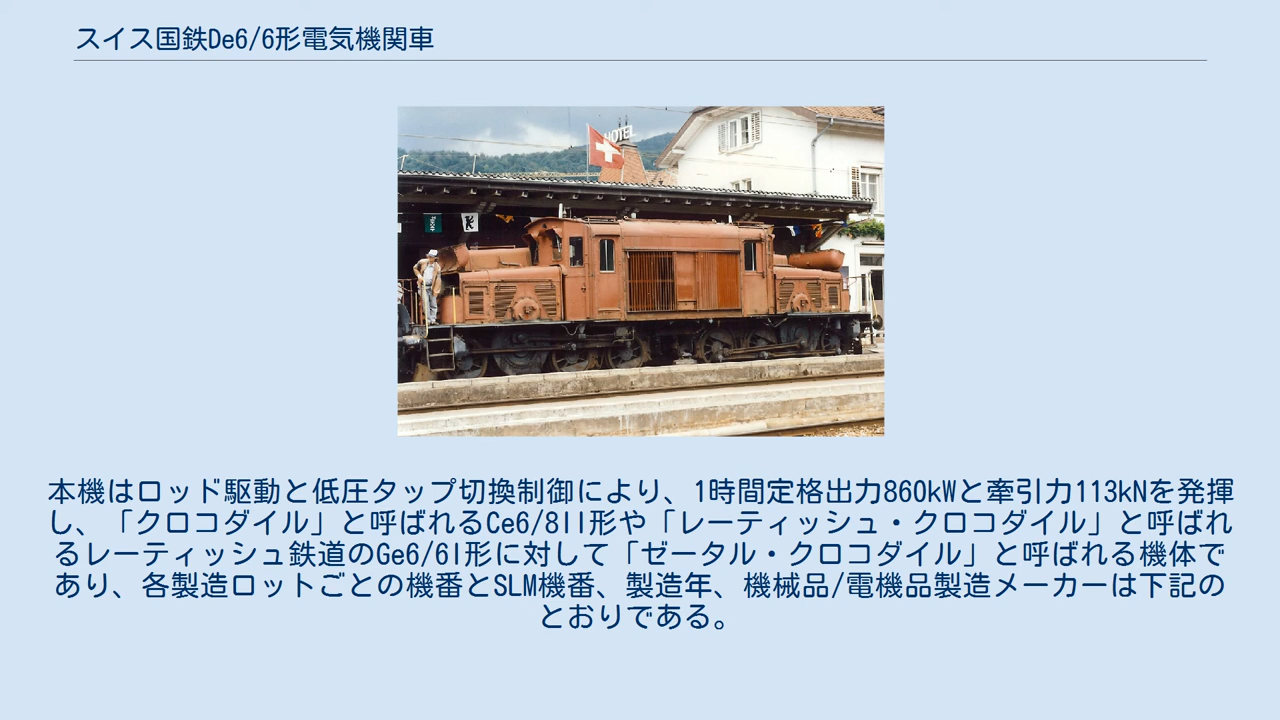 スイス国鉄De6/6形電気機関車
HOTEL
本機はロッド駆動と低圧タップ切換制御により、1時間定格出力860kWと牽引力113kNを発揮
し、「クロコダイル」と呼ばれるCe6/8II形や「レーティッシュ・クロコダイル」と呼ばれ
るレーティッシュ鉄道のGe6/6I形に対して「ゼータル・クロコダイル」と呼ばれる機体で
あり、各製造ロットごとの機番とSLM機番、製造年、機械品/電機品製造メーカーは下記の
とおりである。